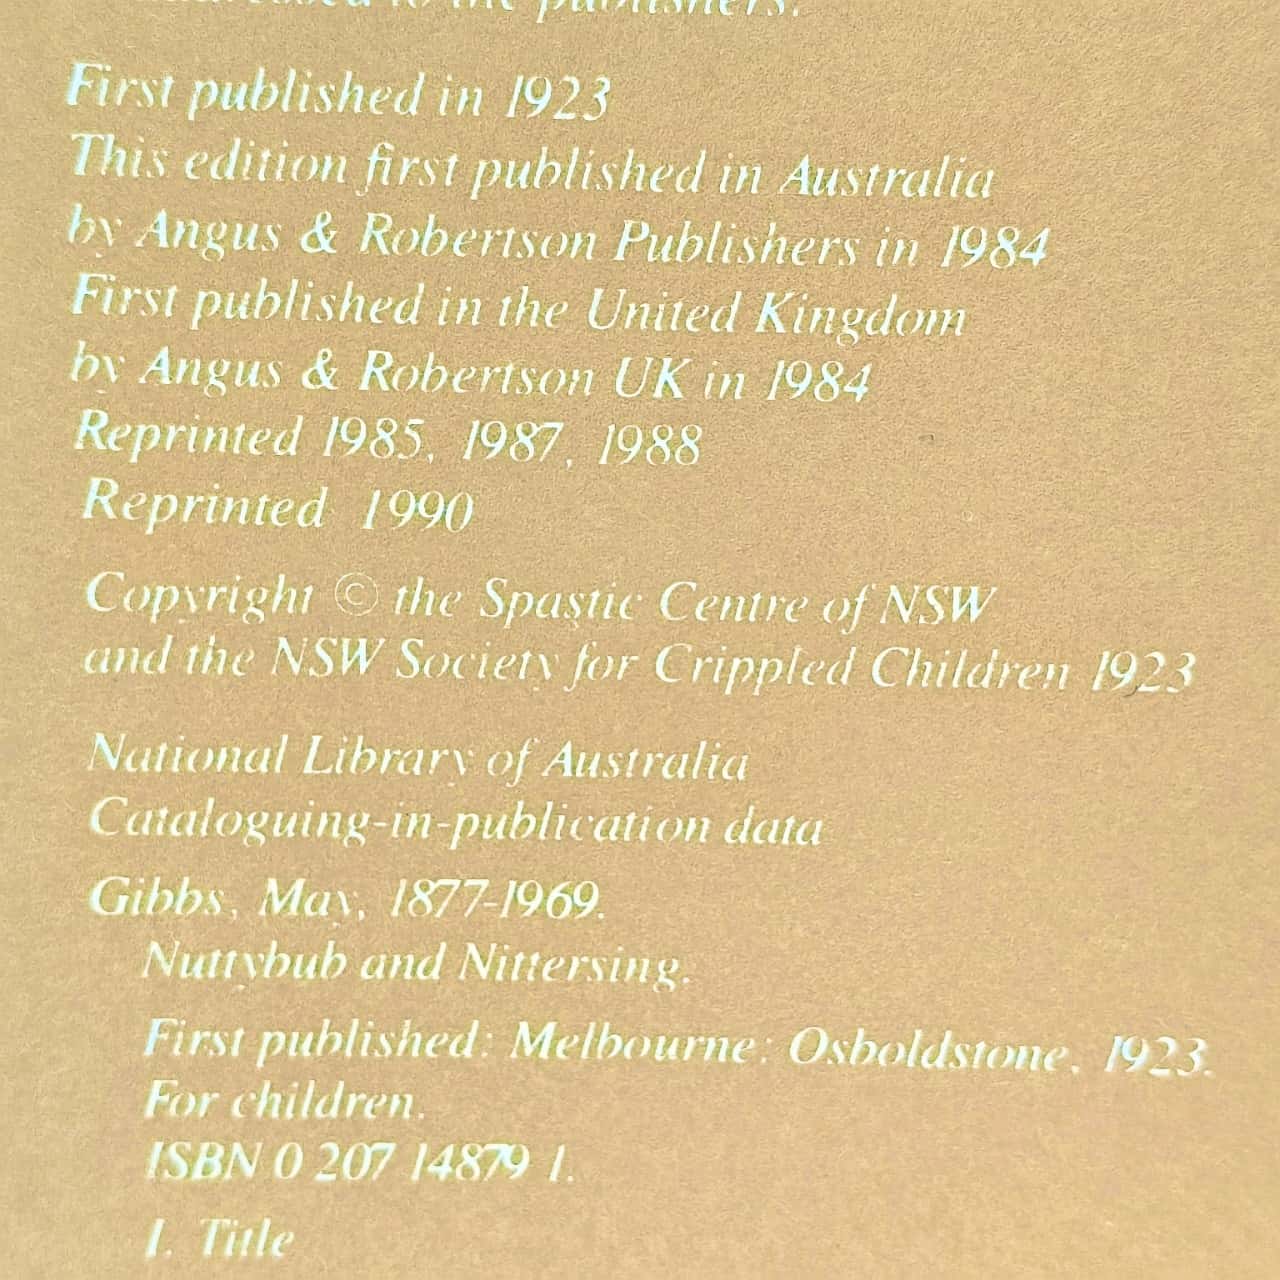 to the publishers.
First published in 1923
This edition first published in Australia
by Angus & Robertson Publishers in 1984
First published in the United Kingdom
by Angus & Robertson UK in 1984
Reprinted 1985, 1987, 1988
Reprinted 1990
Copyright © the Spastic Centre of NSW
and the NSW Society for Crippled Children 1923
National Library of Australia
Cataloguing-in-publication data
Gibbs, May, 1877-1969.
Nuttybub and Nittersing.
First published: Melbourne: Osboldstone, 1923.
For children.
ISBN 0 207 14879 1.
I. Title